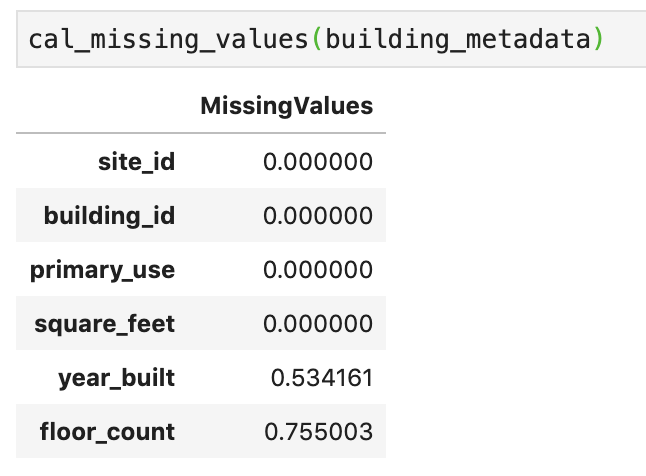 cal_missing_values(building_metadata)
MissingValues
site_id 0.000000
building_id 0.000000
primary_use 0.000000
square_feet 0.000000
year_built 0.534161
floor_count 0.755003